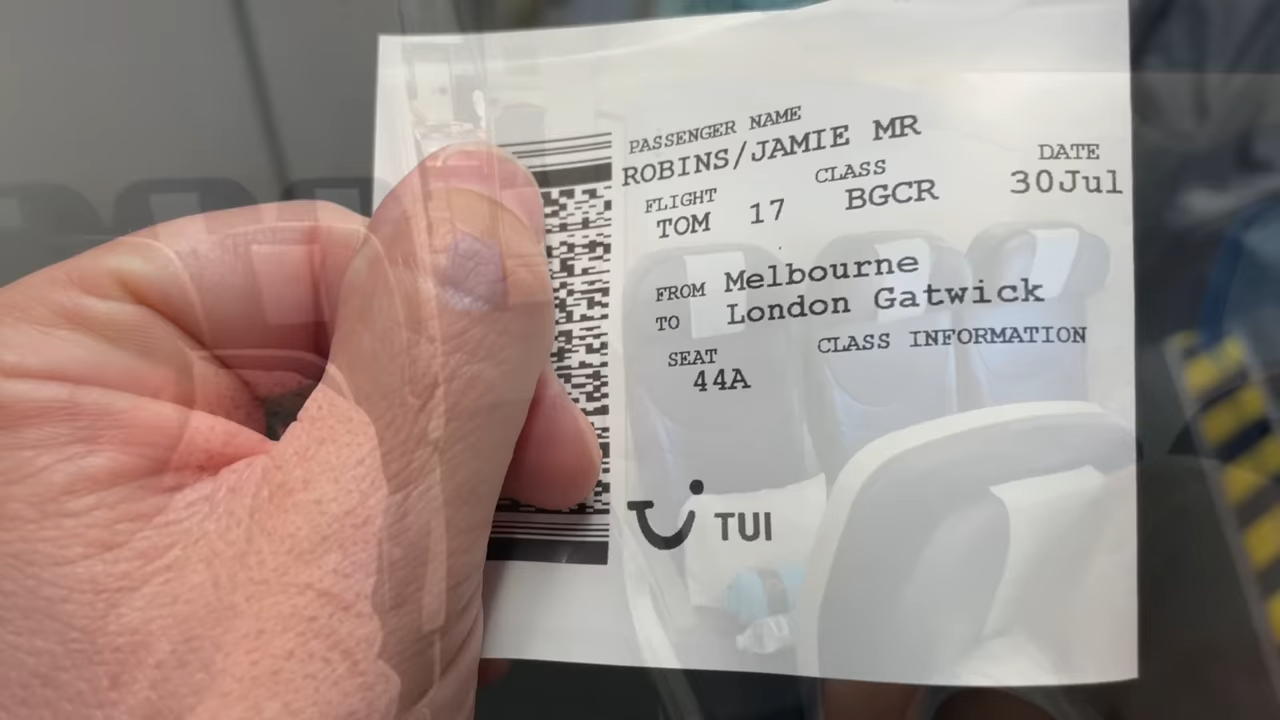 PASSENGER NAME
ROBINS/JAMIE MR
FLIGHT CLASS DATE
TOM 17 BGCR 30Jul
FROM Melbourne
TO London Gatwick
SEAT CLASS INFORMATION
44A
TUI